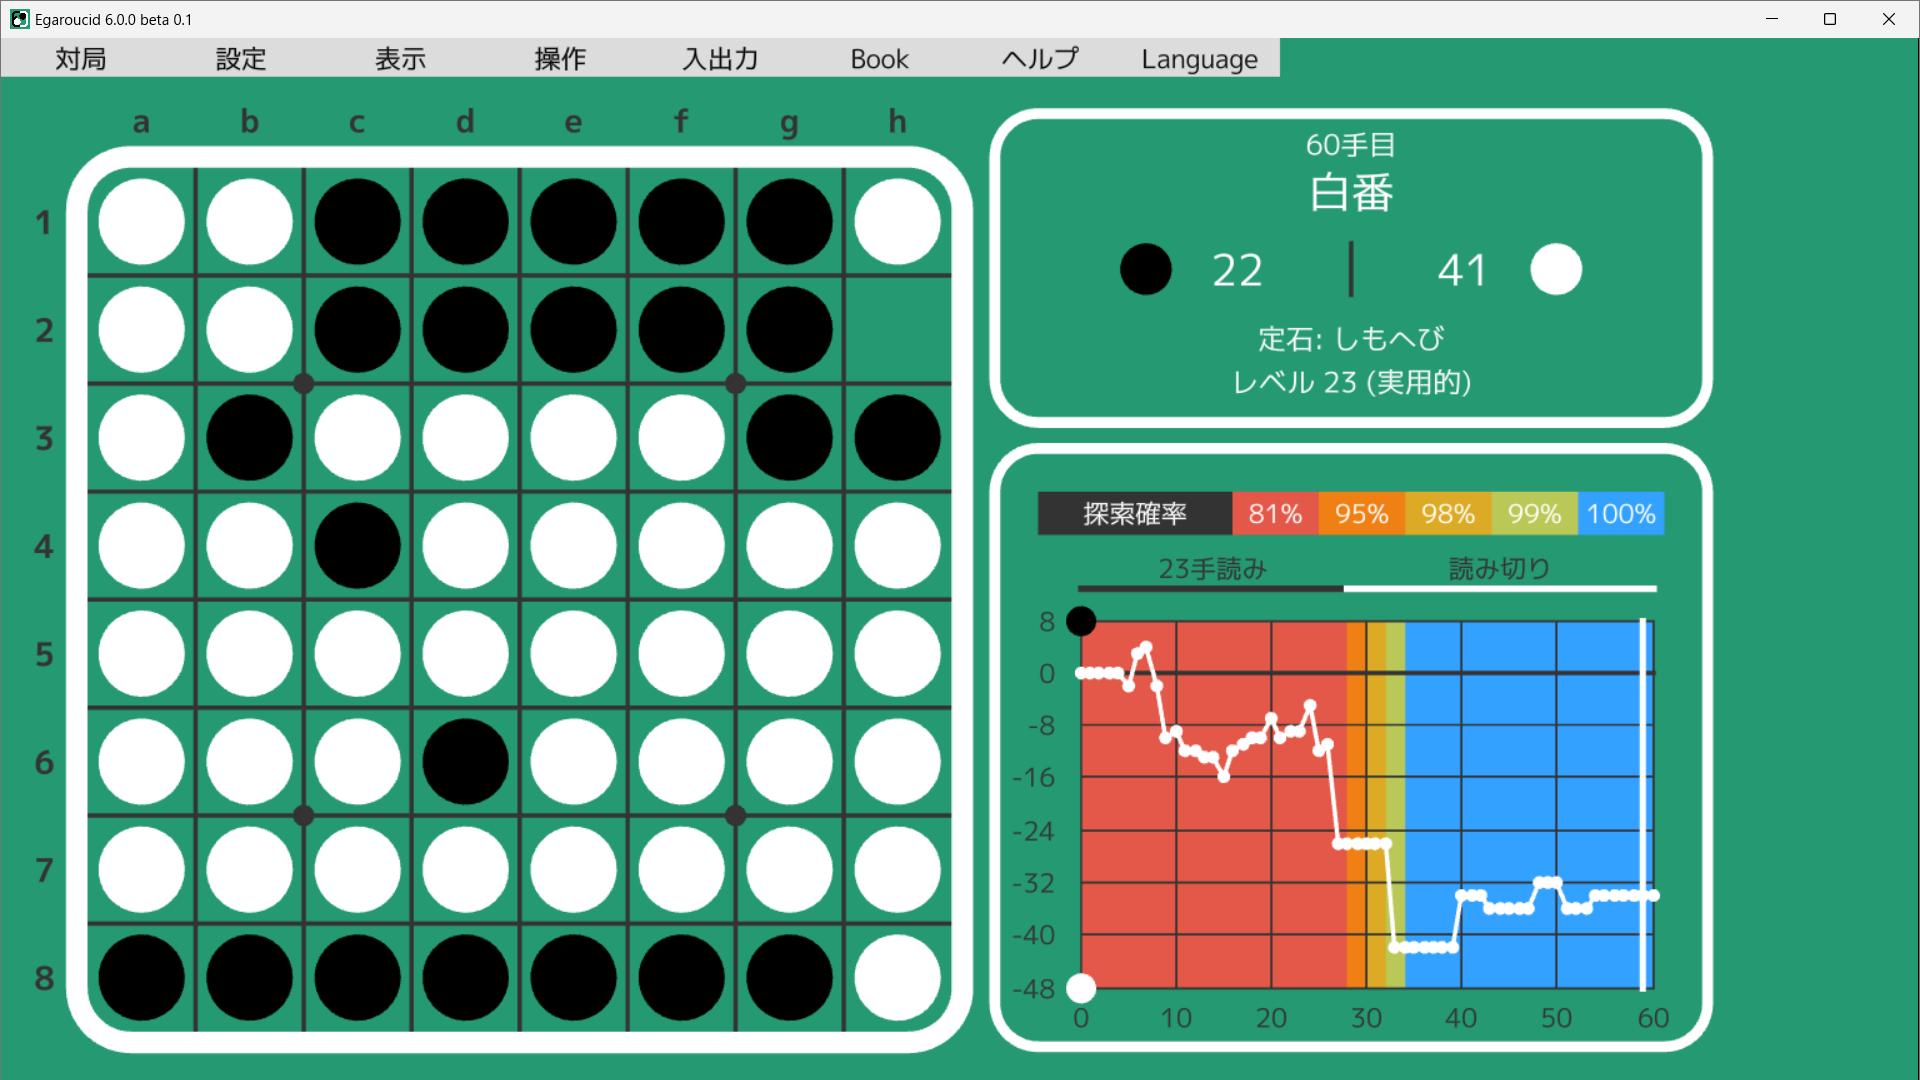 Egaroucid 6.0.0 beta 0.1
対局 設定 表示 操作 入出力 Book ヘルプ Language
a b c d e f g h
1
2
3
4
5
6
7
8
60手目
白番
22 41
定石: しもへび
レベル 23 (実用的)
探索確率 81% 95% 98% 99% 100%
23手読み 読み切り
8
0
-8
-16
-24
-32
-40
-48
0 10 20 30 40 50 60